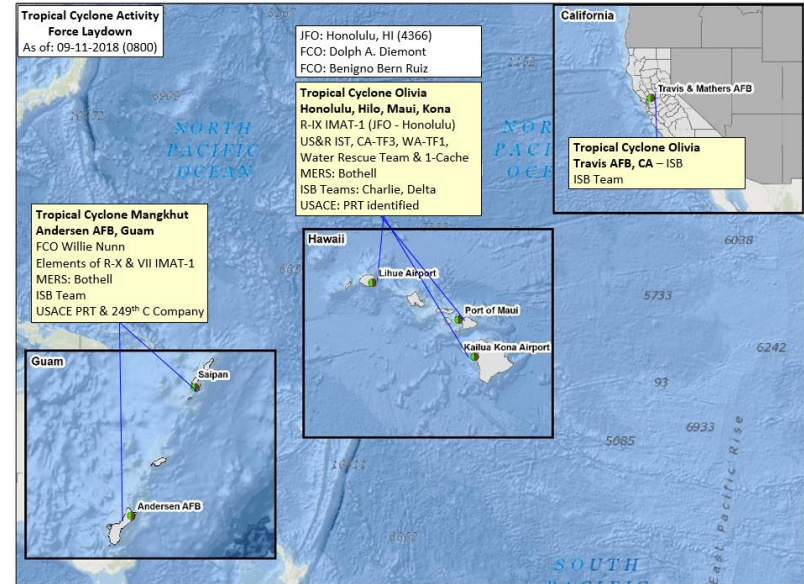 Tropical Cyclone Activity
Force Laydown
As of: 09-11-2018 (0800)
JFO: Honolulu, HI (4366)
FCO: Dolph A. Diemont
FCO: Benigno Bern Ruiz
Tropical Cyclone Olivia
Honolulu, Hilo, Maui, Kona
R-IX IMAT-1 (JFO - Honolulu)
US&R IST, CA-TF3, WA-TF1,
Water Rescue Team & 1-Cache
MERS: Bothell
ISB Teams: Charlie, Delta
USACE: PRT identified
California
Travis & Mathers AFB
Tropical Cyclone Olivia
Travis AFB, CA – ISB
ISB Team
Tropical Cyclone Mangkhut
Andersen AFB, Guam
FCO Willie Nunn
Elements of R-X & VII IMAT-1
MERS: Bothell
ISB Team
USACE PRT & 249th C Company
Hawaii
Lihue Airport
Port of Maui
Kailua Kona Airport
Guam
Saipan
Andersen AFB
NORTH
PACIFIC
OCEAN
6038
5733
6242
93
6933
5085
East Pacific Rise
SOUTH